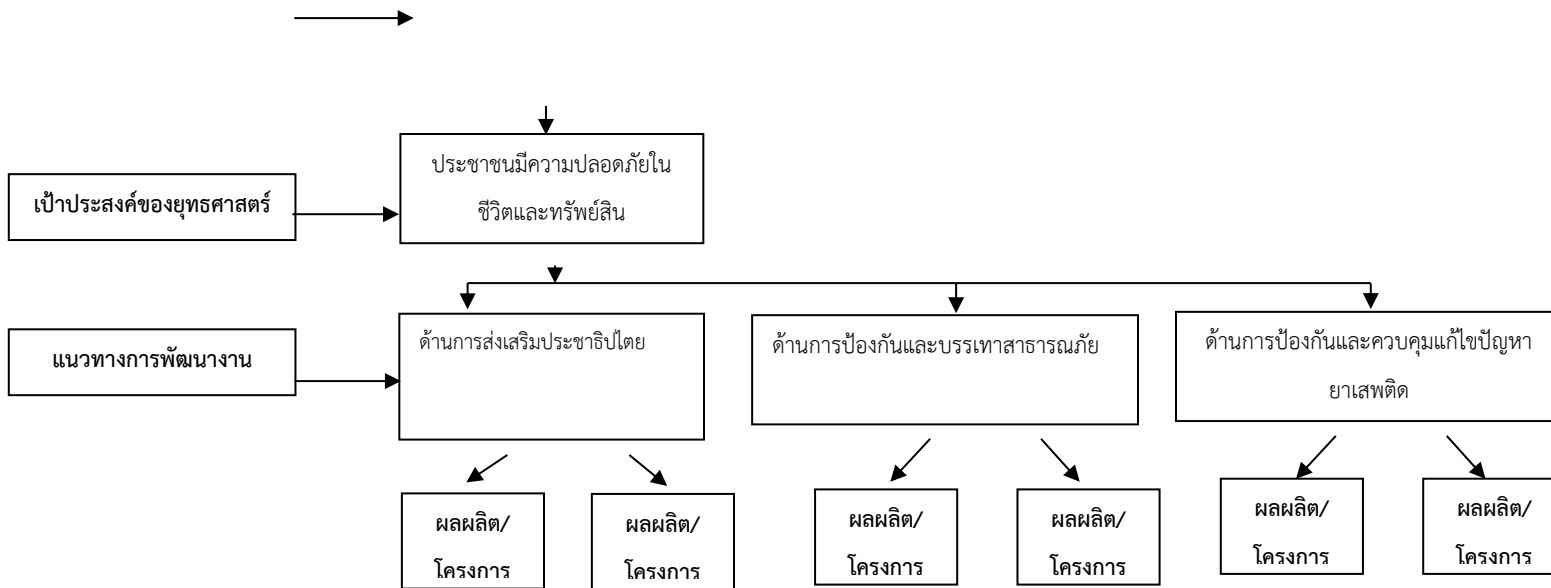 ประชาชนมีความปลอดภัยใน
ชีวิตและทรัพย์สิน
เป้าประสงค์ของยุทธศาสตร์
แนวทางการพัฒนางาน
ด้านการส่งเสริมประชาธิปไตย
ด้านการป้องกันและบรรเทาสาธารณภัย
ด้านการป้องกันและควบคุมแก้ไขปัญหา
ยาเสพติด
ผลผลิต/
โครงการ
ผลผลิต/
โครงการ
ผลผลิต/
โครงการ
ผลผลิต/
โครงการ
ผลผลิต/
โครงการ
ผลผลิต/
โครงการ